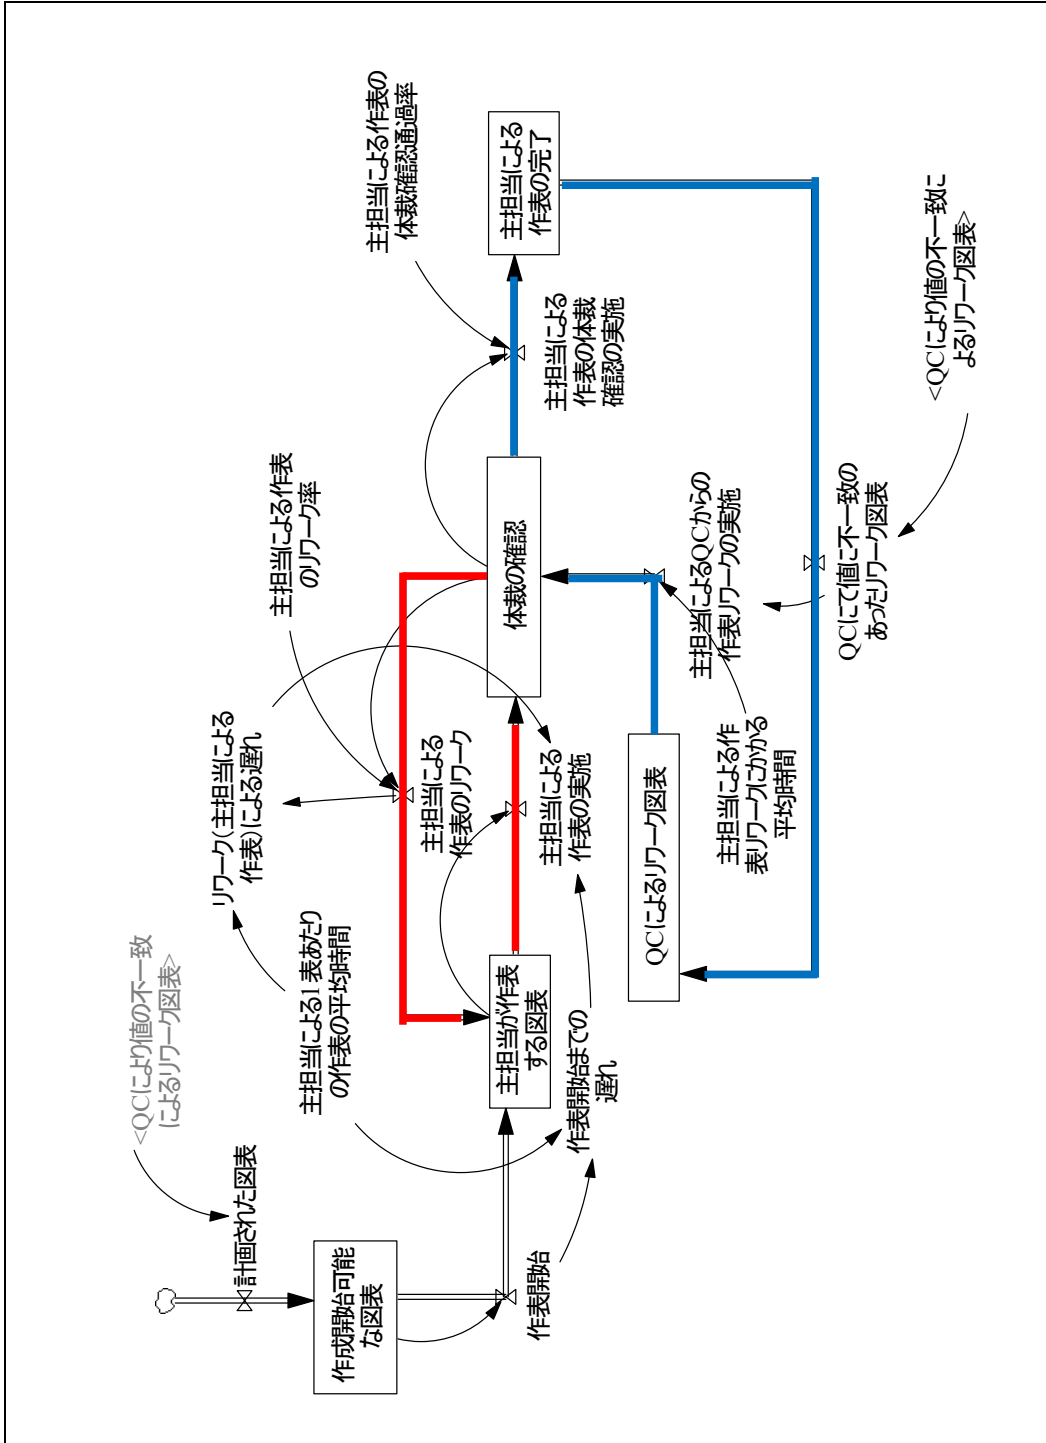 <QCにより値の不一致
によるリワーク図表>
計画された図表
作成開始可能
な図表
作表開始
作表開始までの
遅れ
主担当による1表あたり
の作表の平均時間
リワーク(主担当による
作表)による遅れ
主担当による作表
のリワーク率
主担当が作表
する図表
主担当による
作表のリワーク
主担当による
作表の実施
体裁の確認
主担当による作表の
体裁確認通過率
主担当による
作表の体裁
確認の実施
主担当による
作表の完了
QCによるリワーク図表
主担当による作
表リワークにかかる
平均時間
主担当によるQCからの
作表リワークの実施
QCにて値に不一致の
あったリワーク図表
<QCにより値の不一致に
よるリワーク図表>